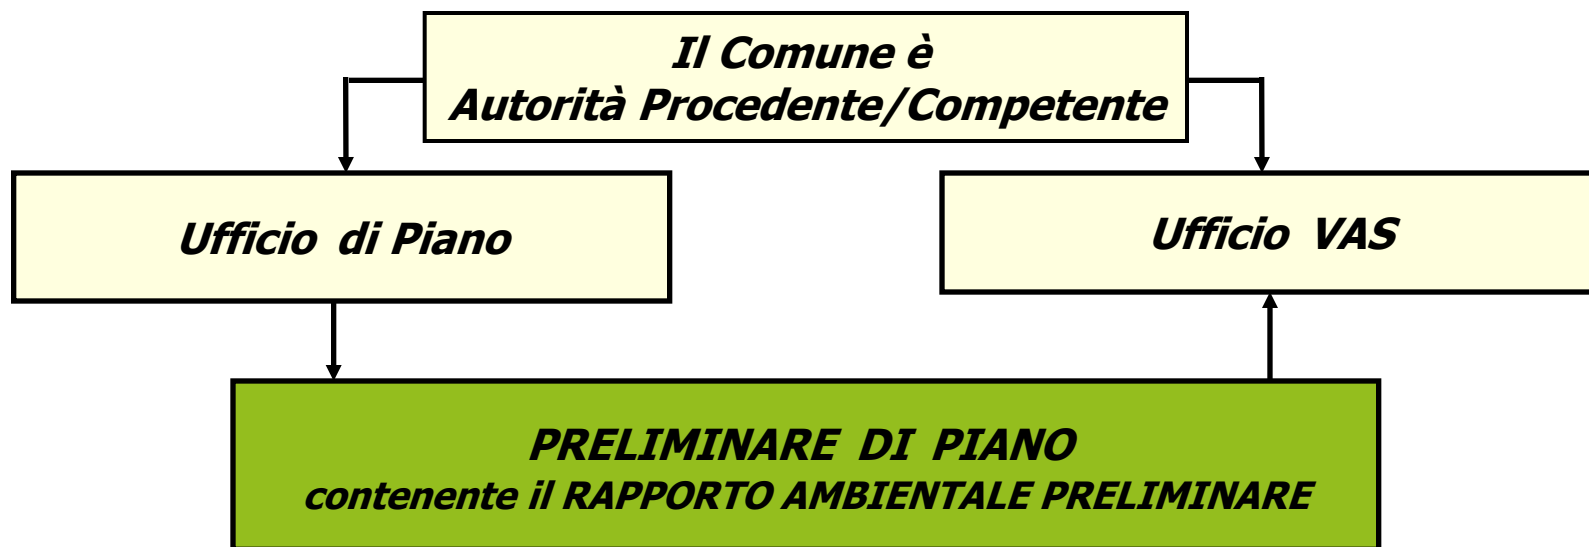 Il Comune è
Autorità Procedente/Competente
Ufficio di Piano
Ufficio VAS
PRELIMINARE DI PIANO
contenente il RAPPORTO AMBIENTALE PRELIMINARE